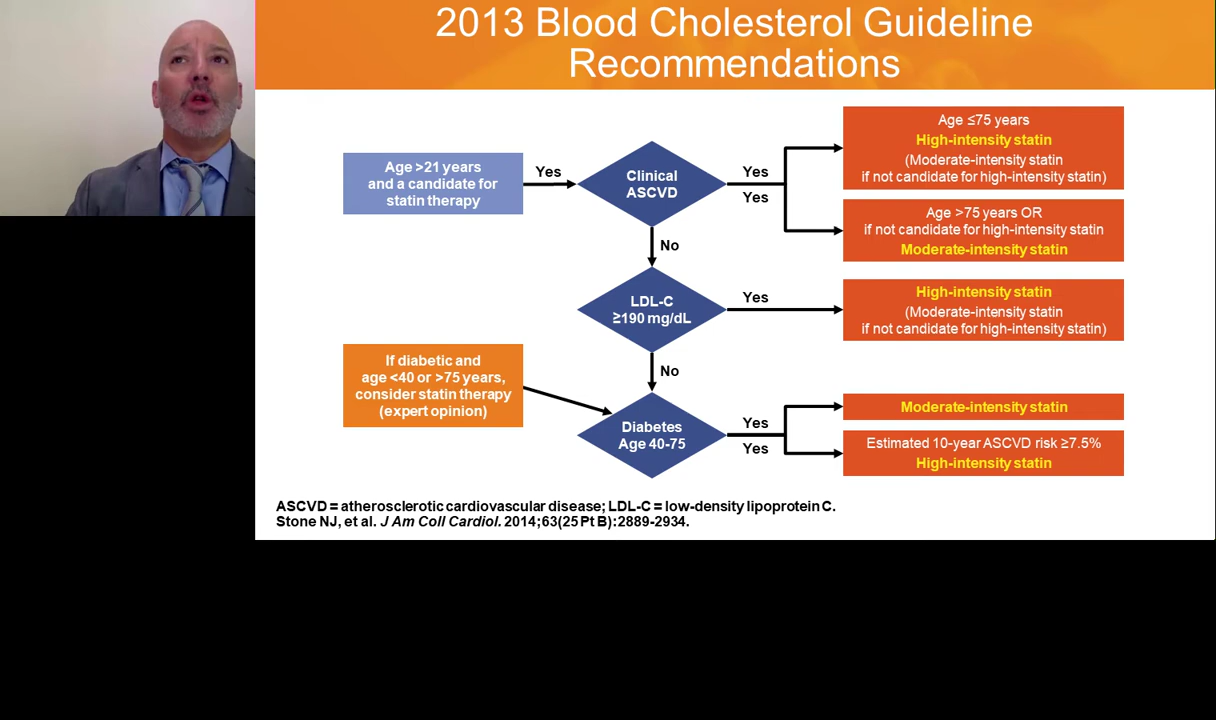 2013 Blood Cholesterol Guideline
Recommendations
Age >21 years
and a candidate for
statin therapy
Yes
Clinical
ASCVD
Yes
Yes
Age ≤75 years
High-intensity statin
(Moderate-intensity statin
if not candidate for high-intensity statin)
Age >75 years OR
if not candidate for high-intensity statin
Moderate-intensity statin
No
LDL-C
≥190 mg/dL
Yes
High-intensity statin
(Moderate-intensity statin
if not candidate for high-intensity statin)
No
If diabetic and
age <40 or >75 years,
consider statin therapy
(expert opinion)
Diabetes
Age 40-75
Yes
Yes
Moderate-intensity statin
Estimated 10-year ASCVD risk ≥7.5%
High-intensity statin
ASCVD = atherosclerotic cardiovascular disease; LDL-C = low-density lipoprotein C.
Stone NJ, et al. J Am Coll Cardiol. 2014;63(25 Pt B):2889-2934.